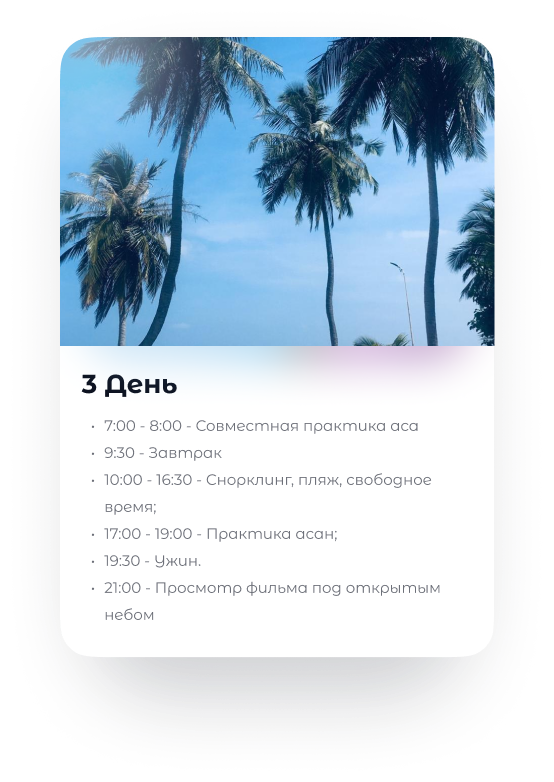 3 День
• 7:00 - 8:00 - Совместная практика аса
• 9:30 - Завтрак
• 10:00 - 16:30 - Снорклинг, пляж, свободное
время;
• 17:00 - 19:00 - Практика асан;
• 19:30 - Ужин.
• 21:00 - Просмотр фильма под открытым
небом